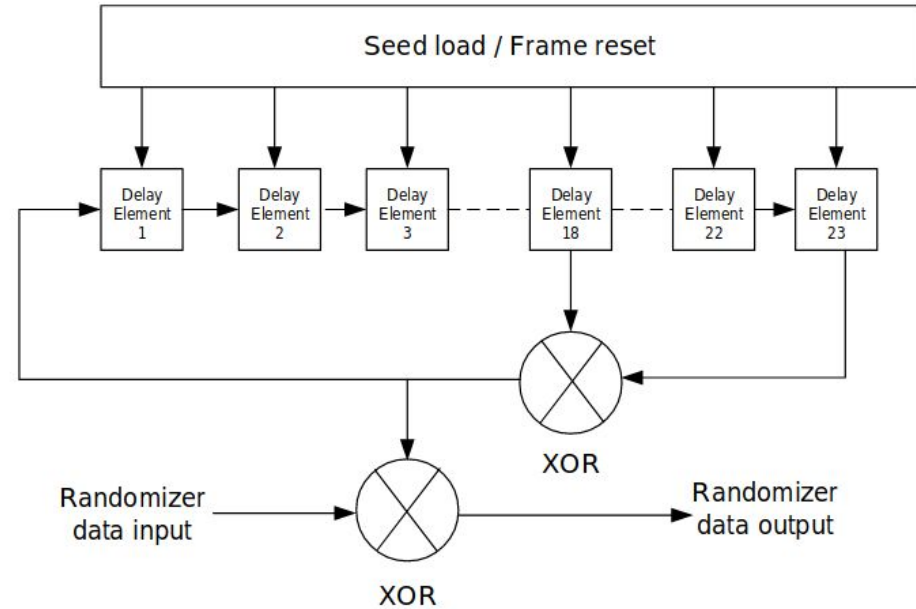 Seed load / Frame reset
Delay
Element
1
Delay
Element
2
Delay
Element
3
Delay
Element
18
Delay
Element
22
Delay
Element
23
XOR
Randomizer
data input
Randomizer
data output
XOR